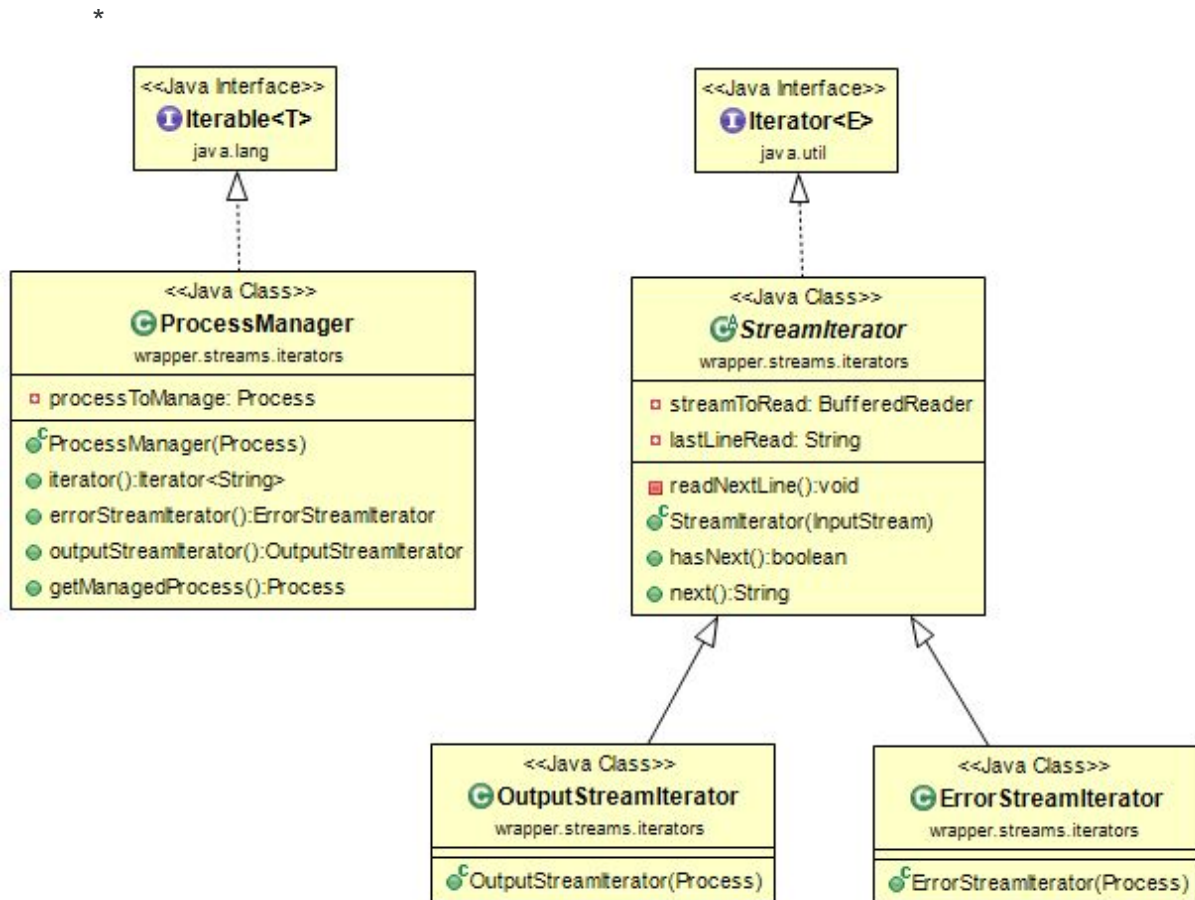 *
<<Java Interface>>
Iterable<T>
java.lang
<<Java Interface>>
Iterator<E>
java.util
<<Java Class>>
ProcessManager
wrapper.streams.iterators
processToManage: Process
ProcessManager(Process)
iterator():Iterator<String>
errorStreamIterator():ErrorStreamIterator
outputStreamIterator():OutputStreamIterator
getManagedProcess():Process
<<Java Class>>
StreamIterator
wrapper.streams.iterators
streamToRead: BufferedReader
lastLineRead: String
readNextLine():void
StreamIterator(InputStream)
hasNext():boolean
next():String
<<Java Class>>
OutputStreamIterator
wrapper.streams.iterators
OutputStreamIterator(Process)
<<Java Class>>
ErrorStreamIterator
wrapper.streams.iterators
ErrorStreamIterator(Process)